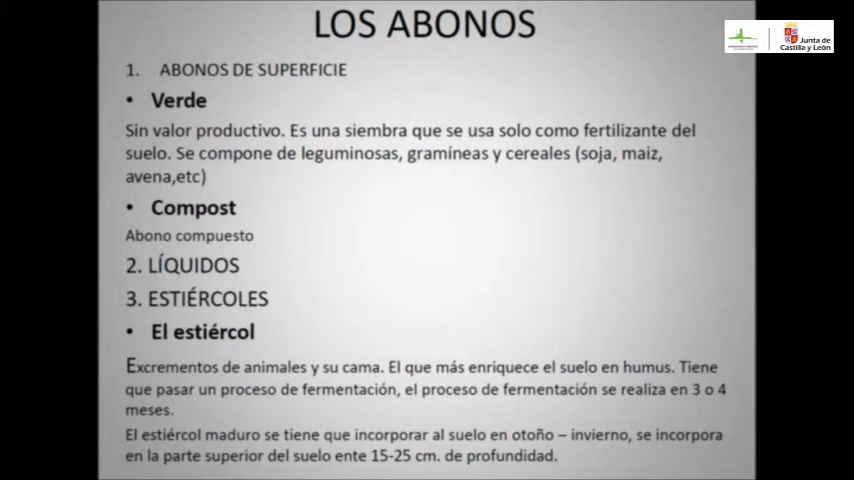 LOS ABONOS
Junta de
Castilla y León
1. ABONOS DE SUPERFICIE
• Verde
Sin valor productivo. Es una siembra que se usa solo como fertilizante del
suelo. Se compone de leguminosas, gramíneas y cereales (soja, maiz,
avena,etc)
• Compost
Abono compuesto
2. LÍQUIDOS
3. ESTIÉRCOLES
• El estiércol
Excrementos de animales y su cama. El que más enriquece el suelo en humus. Tiene
que pasar un proceso de fermentación, el proceso de fermentación se realiza en 3 o 4
meses.
El estiércol maduro se tiene que incorporar al suelo en otoño – invierno, se incorpora
en la parte superior del suelo ente 15-25 cm. de profundidad.